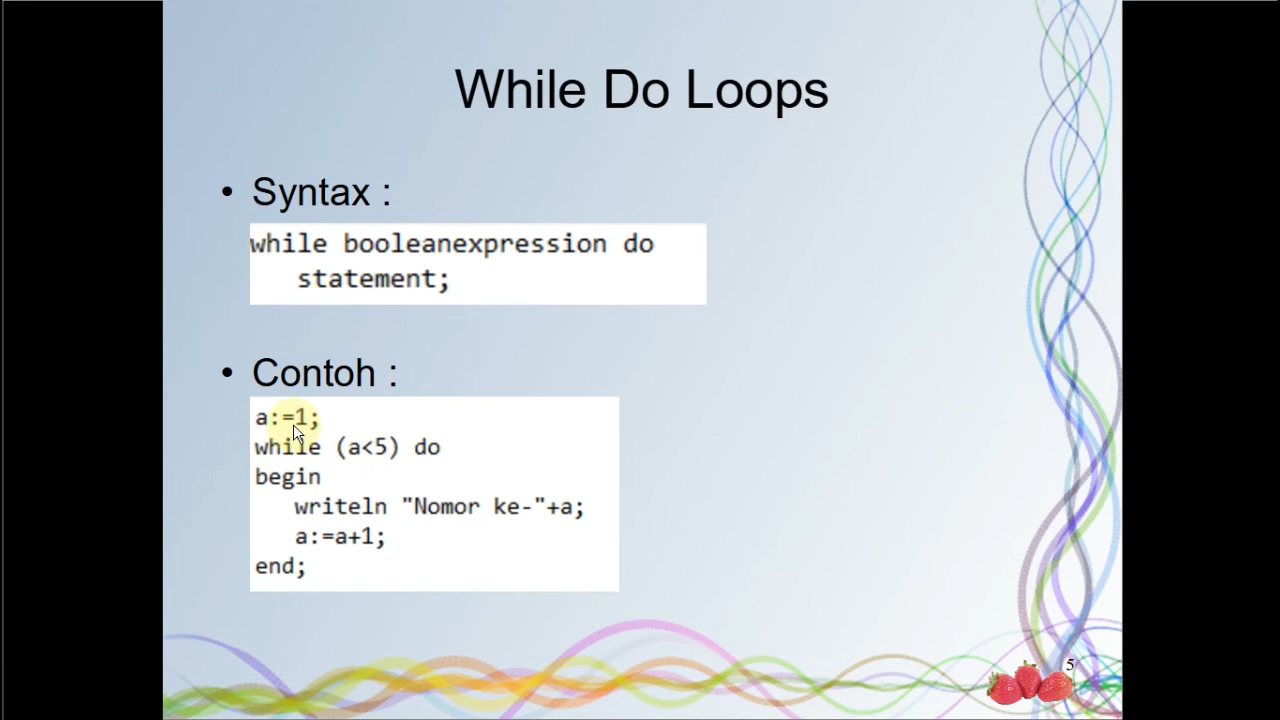 While Do Loops
• Syntax :
while booleanexpression do
statement;
• Contoh :
a:=1;
while (a<5) do
begin
writeln "Nomor ke-"+a;
a:=a+1;
end;
5